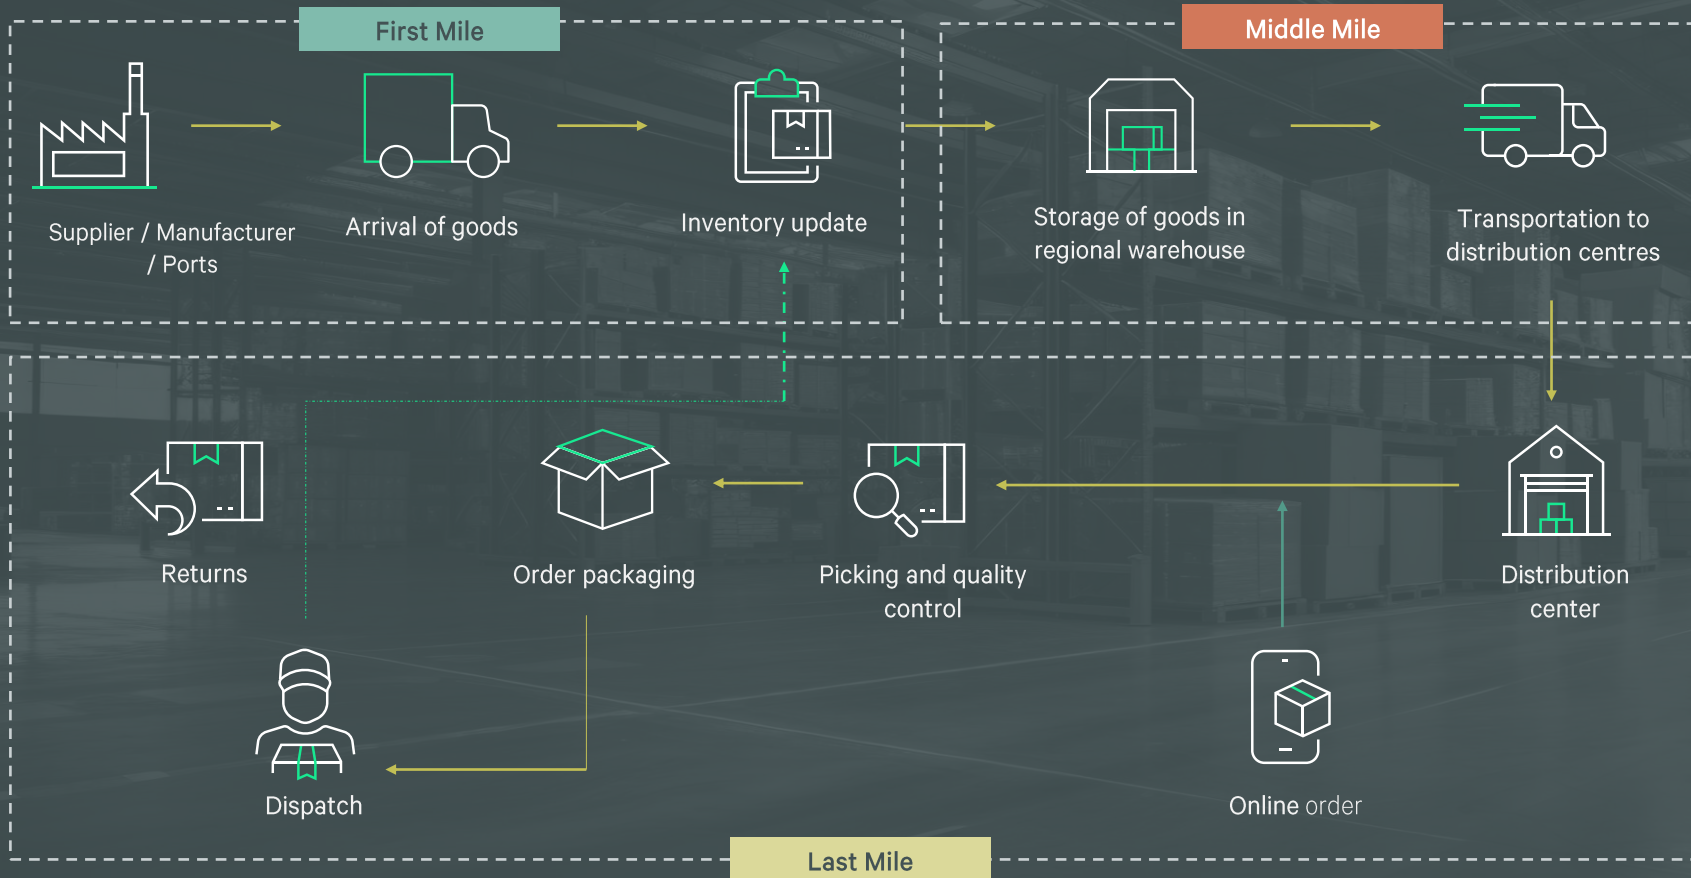 First Mile
Middle Mile
Supplier / Manufacturer
/ Ports
Arrival of goods
Inventory update
Storage of goods in
regional warehouse
Transportation to
distribution centres
Returns
Order packaging
Picking and quality
control
Distribution
center
Dispatch
Online order
Last Mile